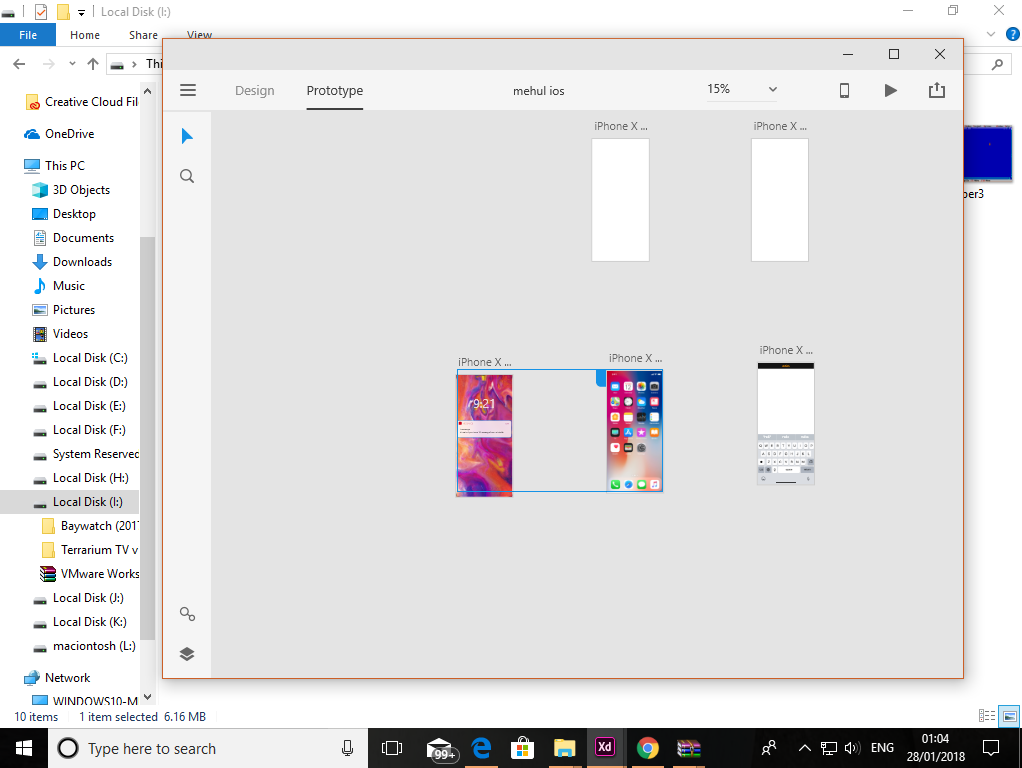 Local Disk (I:)
File
Home
Share
View
Thi
Design
Prototype
mehul ios
15%
Creative Cloud Fil
OneDrive
This PC
3D Objects
Desktop
Documents
Downloads
Music
Pictures
Videos
Local Disk (C:)
Local Disk (D:)
Local Disk (E:)
Local Disk (F:)
System Reserved
Local Disk (H:)
Local Disk (I:)
Baywatch (201
Terrarium TV v
VMware Works
Local Disk (J:)
Local Disk (K:)
maciontosh (L:)
Network
WINDOWS10-M
iPhone X ...
iPhone X ...
iPhone X ...
iPhone X ...
iPhone X ...
9:21
per3
10 items
1 item selected 6.16 MB
Type here to search
99+
Xd
ENG
01:04
28/01/2018